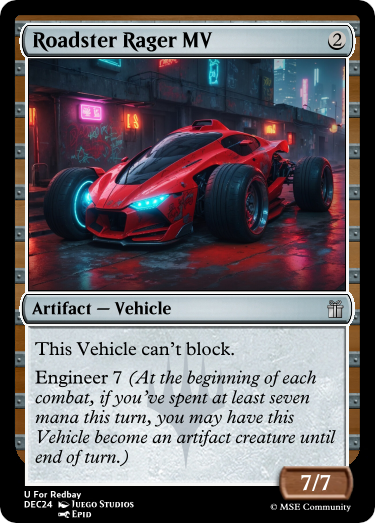 Roadster Rager MV 2
Artifact — Vehicle
This Vehicle can't block.
Engineer 7 (At the beginning of each
combat, if you've spent at least seven
mana this turn, you may have this
Vehicle become an artifact creature until
end of turn.)
7/7
U For Redbay
DEC24 Juego Studios
Epid
© MSE Community